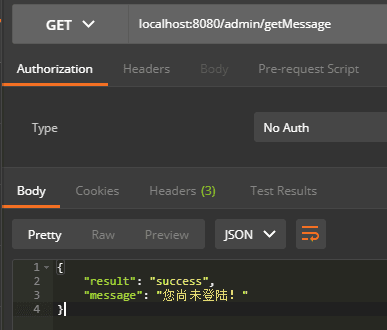 GET localhost:8080/admin/getMessage
Authorization Headers Body Pre-request Script
Type No Auth
Body Cookies Headers (3) Test Results
Pretty Raw Preview JSON
1 {
2 "result": "success",
3 "message": "您尚未登陆！"
4 }